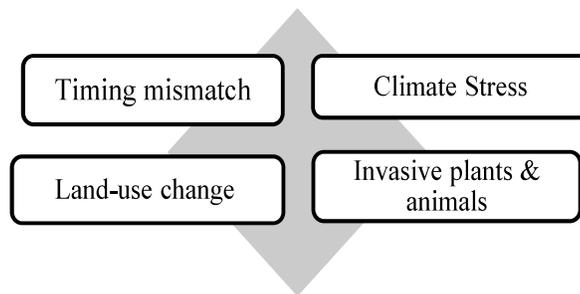 Timing mismatch
Climate Stress
Land-use change
Invasive plants &
animals